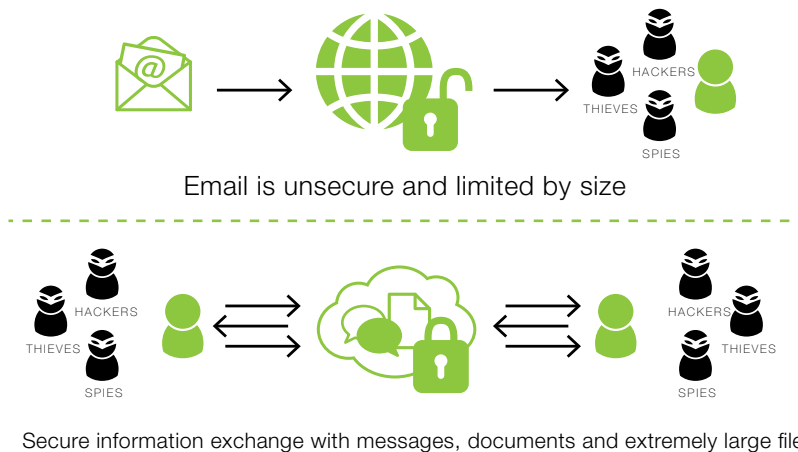 @
HACKERS
THIEVES
SPIES
Email is unsecure and limited by size
HACKERS
THIEVES
SPIES
HACKERS
THIEVES
SPIES
Secure information exchange with messages, documents and extremely large file